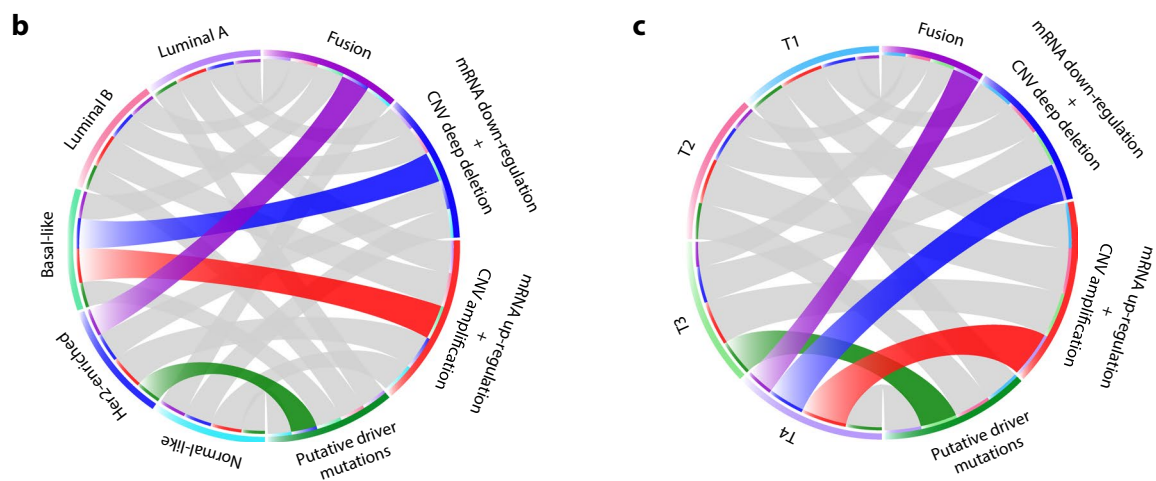 b
Luminal A
Fusion
mRNA down-regulation
+
CNV deep deletion
Luminal B
Basal-like
Her2-enriched
Normal-like
Putative driver
mutations
CNV amplification
+
mRNA up-regulation
c
T1
Fusion
mRNA down-regulation
+
CNV deep deletion
T2
T3
T4
Putative driver
mutations
CNV amplification
+
mRNA up-regulation